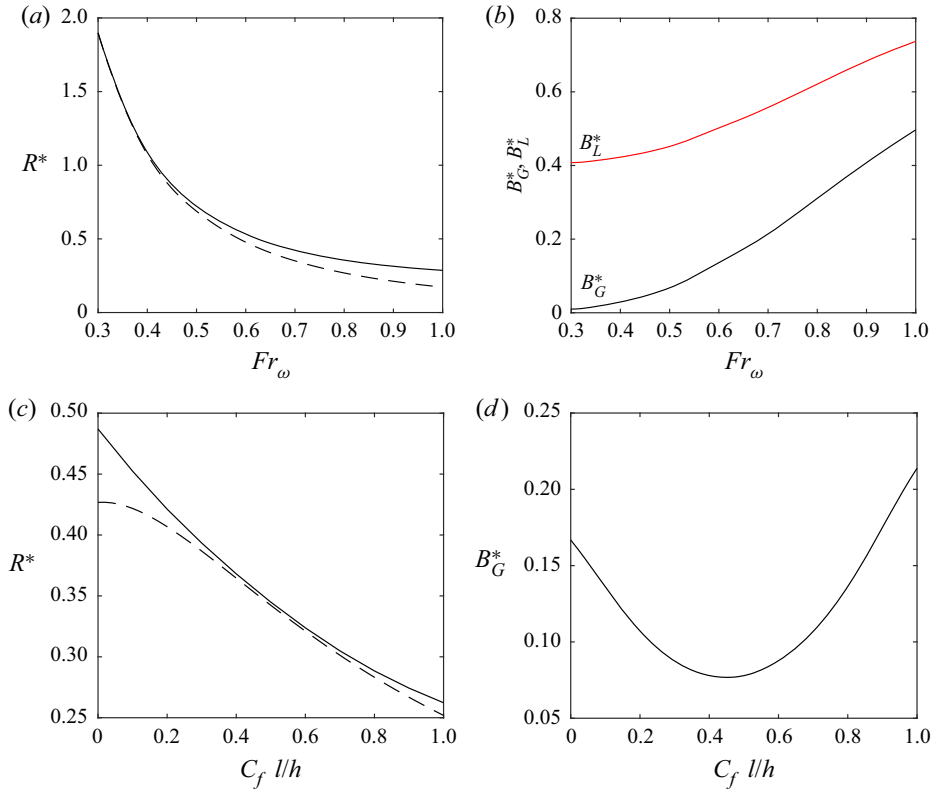 (a)
2.0
1.5
1.0
0.5
0
R*
0.3 0.4 0.5 0.6 0.7 0.8 0.9 1.0
Fr_ω
(b)
0.8
0.6
0.4
0.2
0
B*_G, B*_L
B*_L
B*_G
0.3 0.4 0.5 0.6 0.7 0.8 0.9 1.0
Fr_ω
(c)
0.50
0.45
0.40
0.35
0.30
0.25
R*
0 0.2 0.4 0.6 0.8 1.0
C_f l/h
(d)
0.25
0.20
0.15
0.10
0.05
B*_G
0 0.2 0.4 0.6 0.8 1.0
C_f l/h